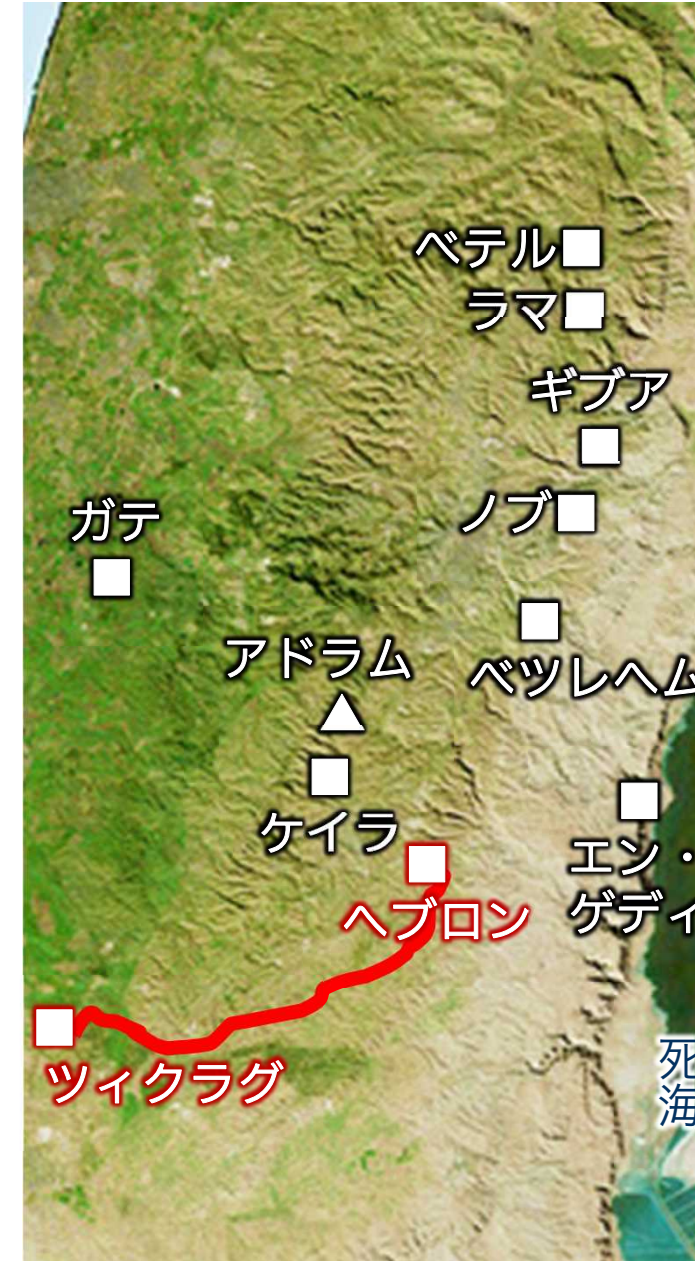 ベテル
ラマ
ギブア
ノブ
ガテ
ベツレヘム
アドラム
ケイラ
エン・
ゲディ
ヘブロン
ツィクラグ
死
海